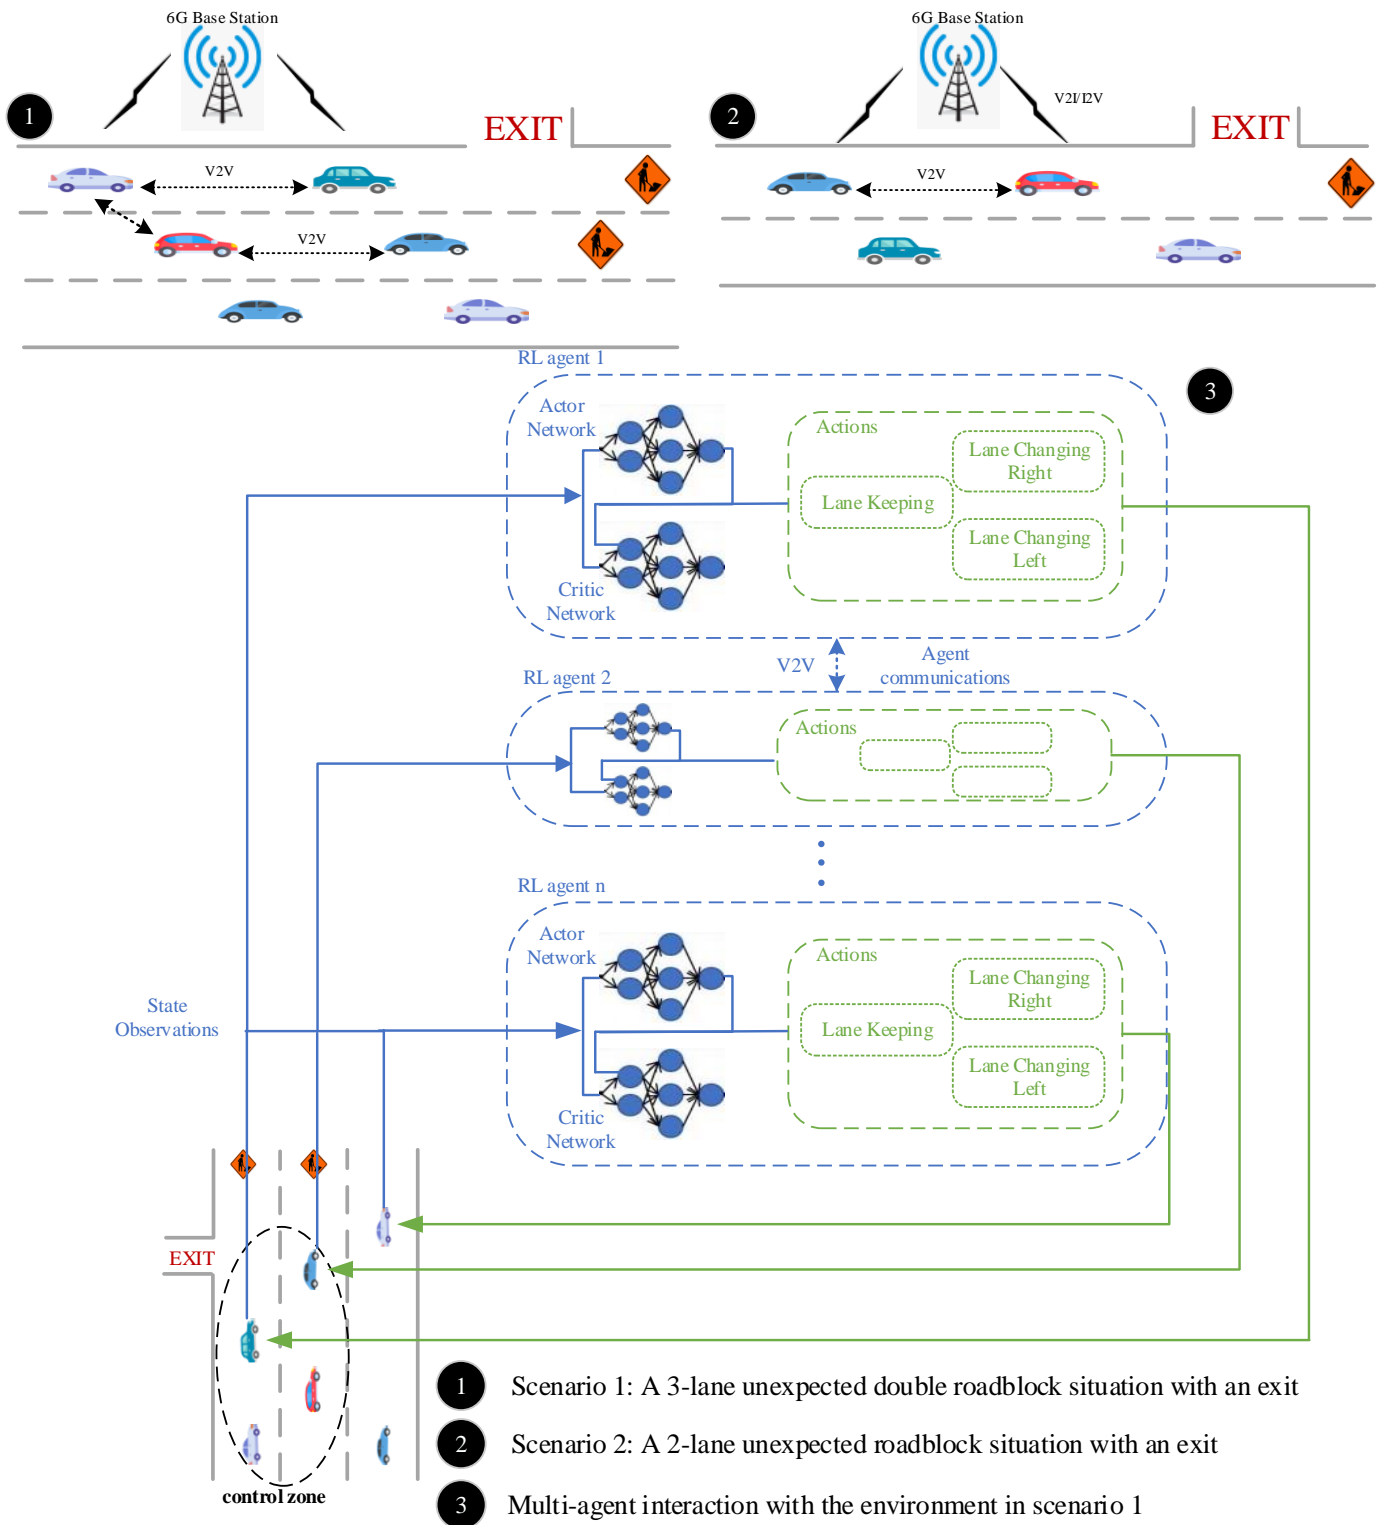 6G Base Station
1
EXIT
V2V
V2V
6G Base Station
2
V2I/I2V
EXIT
V2V
RL agent 1
3
Actor
Network
Critic
Network
Actions
Lane Keeping
Lane Changing
Right
Lane Changing
Left
V2V
Agent
communications
RL agent 2
Actions
RL agent n
Actor
Network
Critic
Network
Actions
Lane Keeping
Lane Changing
Right
Lane Changing
Left
State
Observations
EXIT
control zone
1 Scenario 1: A 3-lane unexpected double roadblock situation with an exit
2 Scenario 2: A 2-lane unexpected roadblock situation with an exit
3 Multi-agent interaction with the environment in scenario 1